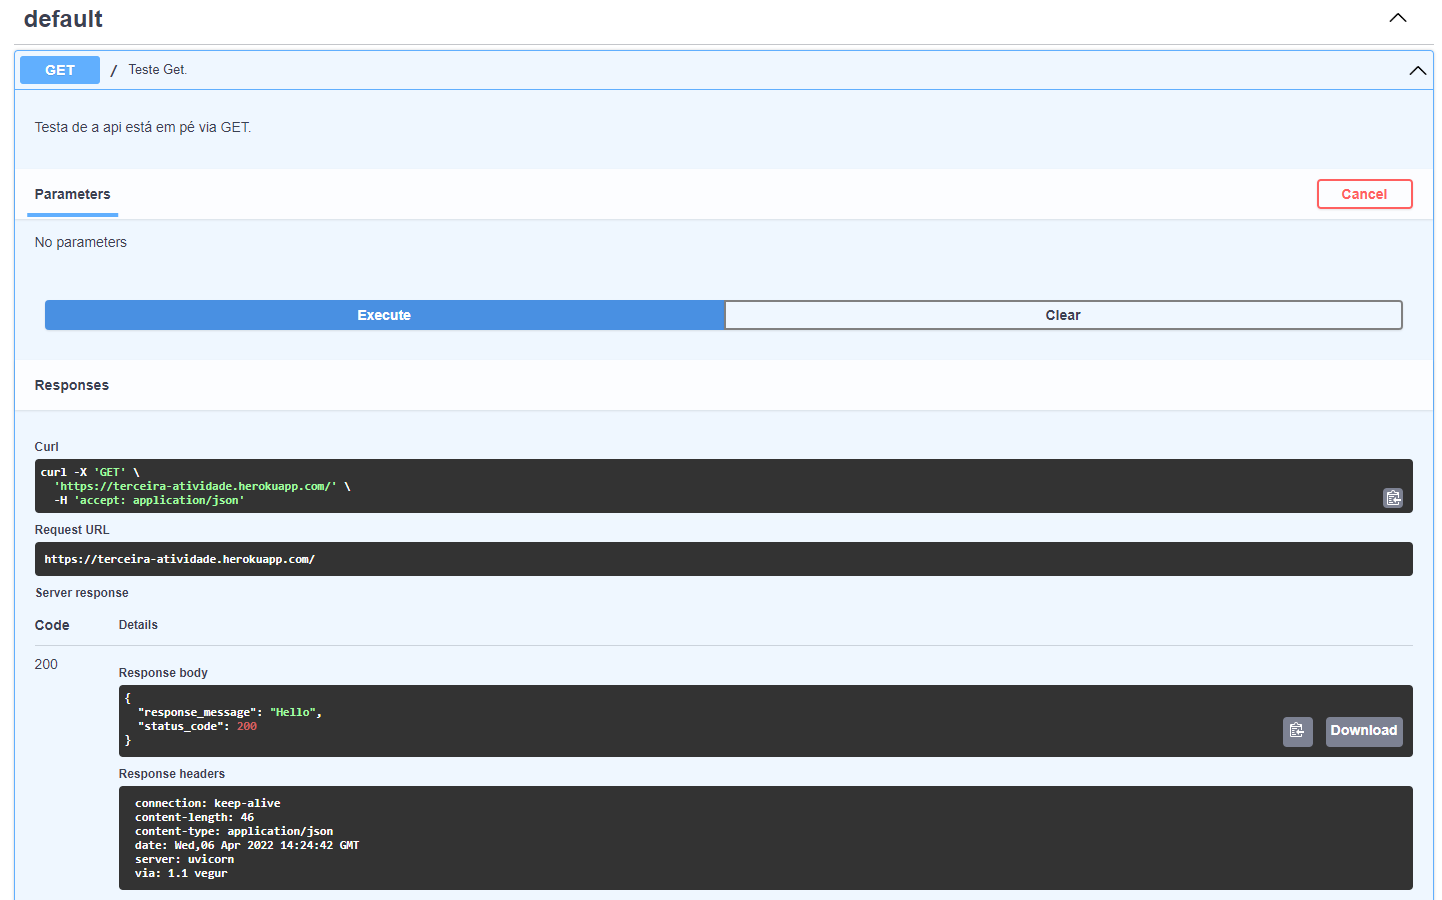 default
GET / Teste Get.
Testa de a api está em pé via GET.
Parameters Cancel
No parameters
Execute Clear
Responses
Curl
curl -X 'GET' \
'https://terceira-atividade.herokuapp.com/' \
-H 'accept: application/json'
Request URL
https://terceira-atividade.herokuapp.com/
Server response
Code Details
200
Response body
{
"response_message": "Hello",
"status_code": 200
}
Download
Response headers
connection: keep-alive
content-length: 46
content-type: application/json
date: Wed,06 Apr 2022 14:24:42 GMT
server: uvicorn
via: 1.1 vegur